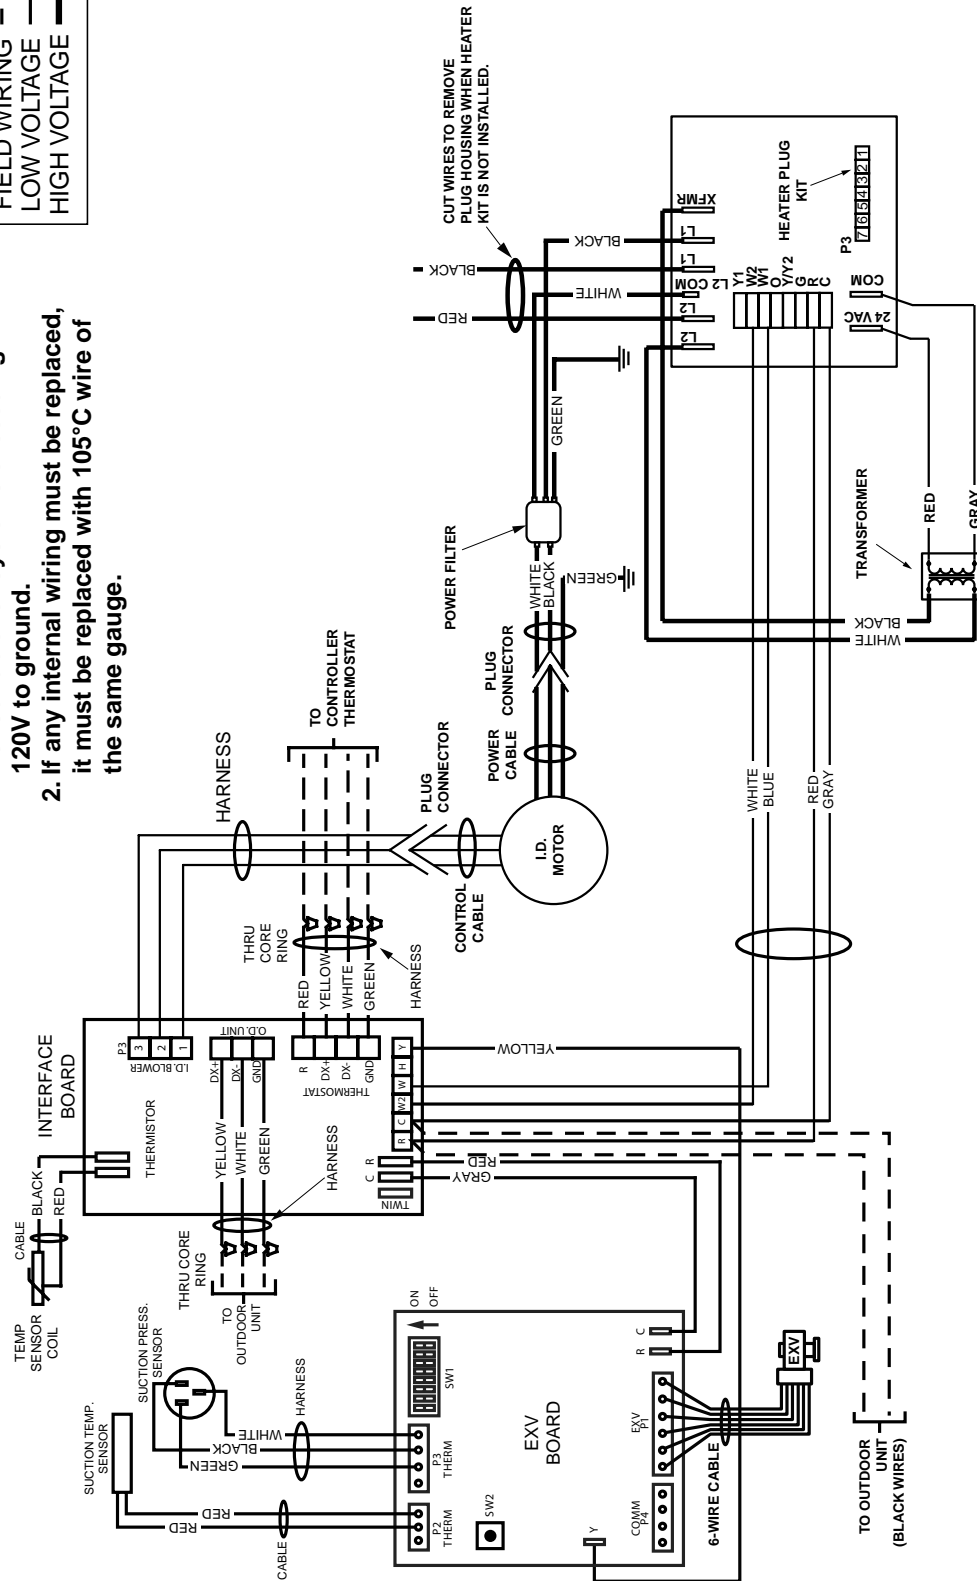 FIELD WIRING
LOW VOLTAGE
HIGH VOLTAGE
120V to ground.
2. If any internal wiring must be replaced,
it must be replaced with 105°C wire of
the same gauge.
CUT WIRES TO REMOVE
PLUG HOUSING WHEN HEATER
KIT IS NOT INSTALLED.
BLACK
BLACK
WHITE
RED
XFMR
L1
L1
L2 COM
L2
L2
HEATER PLUG
KIT
P3
7 6 5 4 3 2 1
Y1
W2
W1
O
Y/Y2
G
R
C
COM
24 VAC
GREEN
POWER FILTER
WHITE
BLACK
GREEN
TRANSFORMER
RED
GRAY
BLACK
WHITE
PLUG
CONNECTOR
POWER
CABLE
I.D.
MOTOR
PLUG
CONNECTOR
CONTROL
CABLE
HARNESS
TO
CONTROLLER
THERMOSTAT
THRU
CORE
RING
HARNESS
RED
YELLOW
WHITE
GREEN
WHITE
BLUE
RED
GRAY
INTERFACE
BOARD
P3
3
2
1
I.D.BLOWER
O.D.UNIT
DX+
DX-
GND
R
DX+
DX-
GND
THERMOSTAT
THERMISTOR
Y
H
W
W2
C
R
R
C
TWIN
YELLOW
WHITE
GREEN
HARNESS
YELLOW
RED
GRAY
CABLE
BLACK
RED
TEMP
SENSOR
COIL
THRU CORE
RING
TO
OUTDOOR
UNIT
SUCTION PRESS.
SENSOR
SUCTION TEMP.
SENSOR
HARNESS
WHITE
BLACK
GREEN
RED
RED
CABLE
ON
OFF
SW1
P3
THERM
P2
THERM
SW2
EXV
BOARD
C
R
EXV
P1
COMM
P4
Y
6-WIRE CABLE
EXV
TO OUTDOOR
UNIT
(BLACK WIRES)